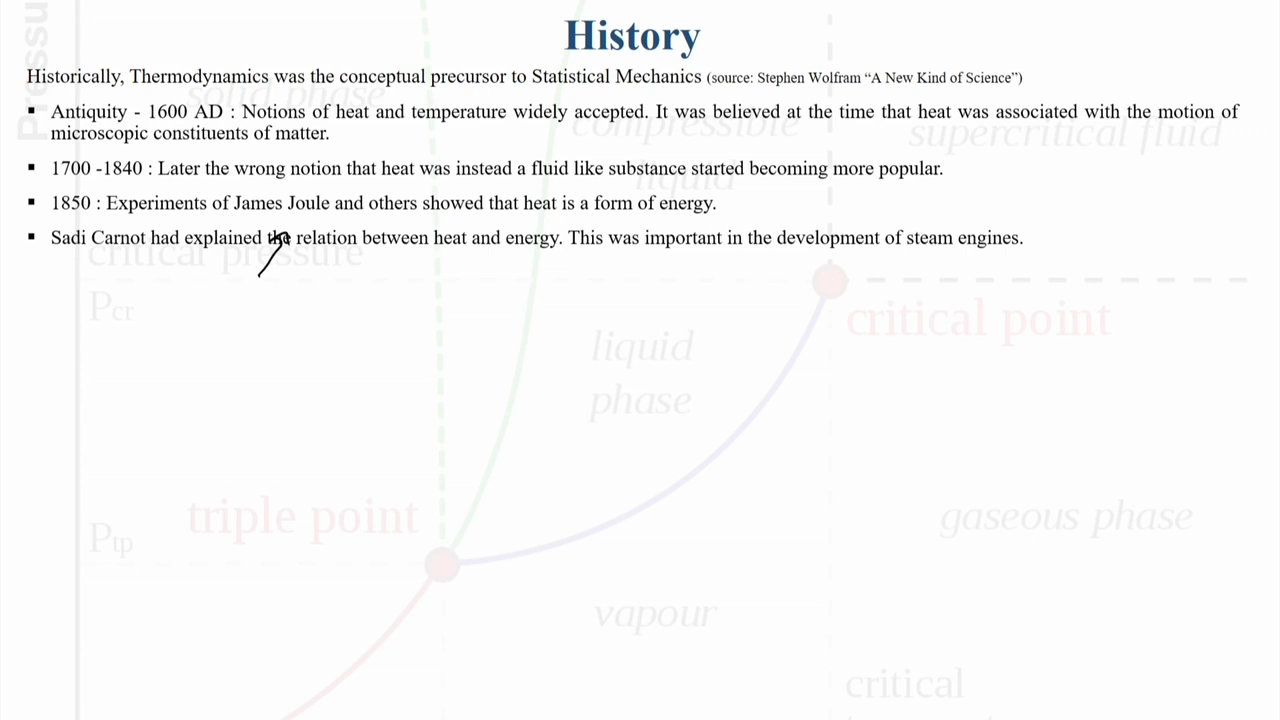 History
Historically, Thermodynamics was the conceptual precursor to Statistical Mechanics (source: Stephen Wolfram “A New Kind of Science”)
▪ Antiquity - 1600 AD : Notions of heat and temperature widely accepted. It was believed at the time that heat was associated with the motion of
microscopic constituents of matter.
▪ 1700 -1840 : Later the wrong notion that heat was instead a fluid like substance started becoming more popular.
▪ 1850 : Experiments of James Joule and others showed that heat is a form of energy.
▪ Sadi Carnot had explained the relation between heat and energy. This was important in the development of steam engines.
Pressu
solid phase
compressible
liquid
supercritical fluid
critical pressure
Pcr
critical point
liquid
phase
triple point
gaseous phase
Ptp
vapour
critical